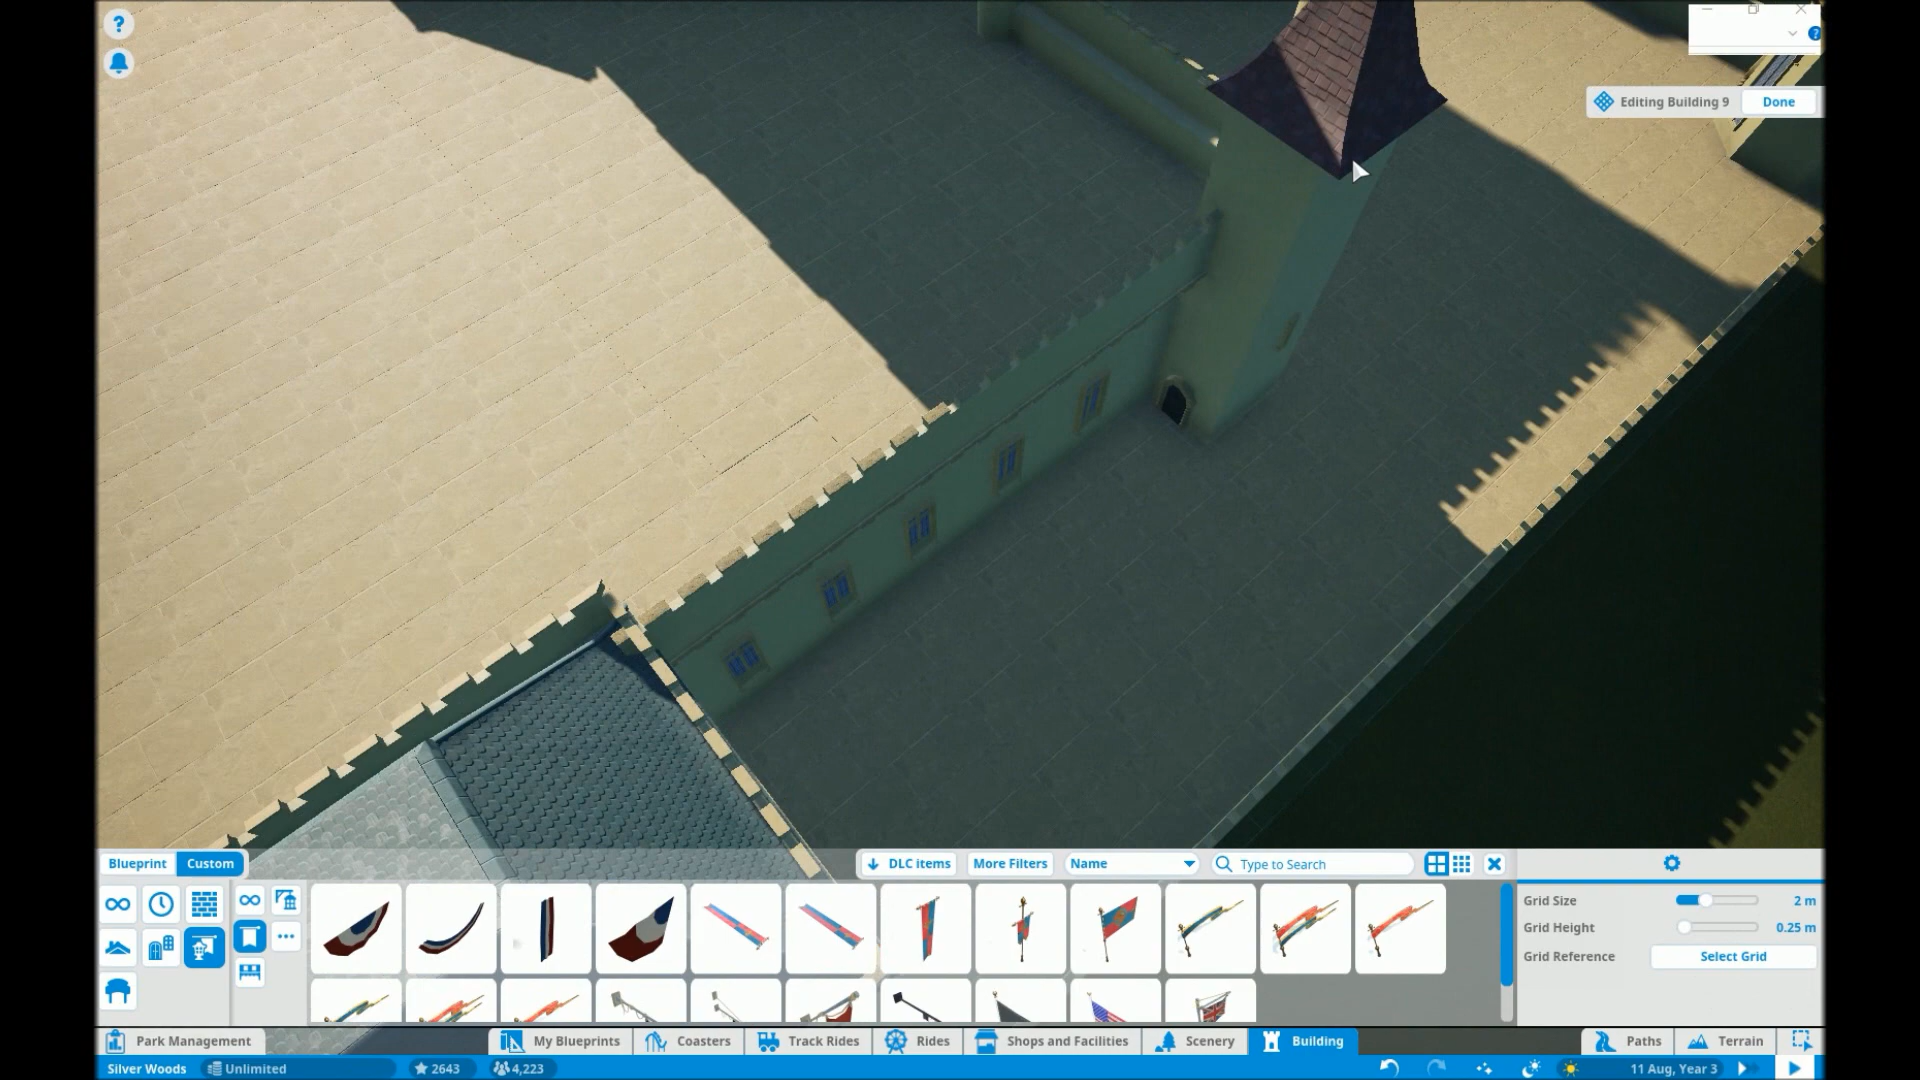 ?
?
Editing Building 9 Done
Blueprint Custom
DLC items More Filters Name Type to Search
Grid Size 2 m
Grid Height 0.25 m
Grid Reference Select Grid
Park Management My Blueprints Coasters Track Rides Rides Shops and Facilities Scenery Building Paths Terrain
Silver Woods Unlimited 2643 4,223 11 Aug, Year 3